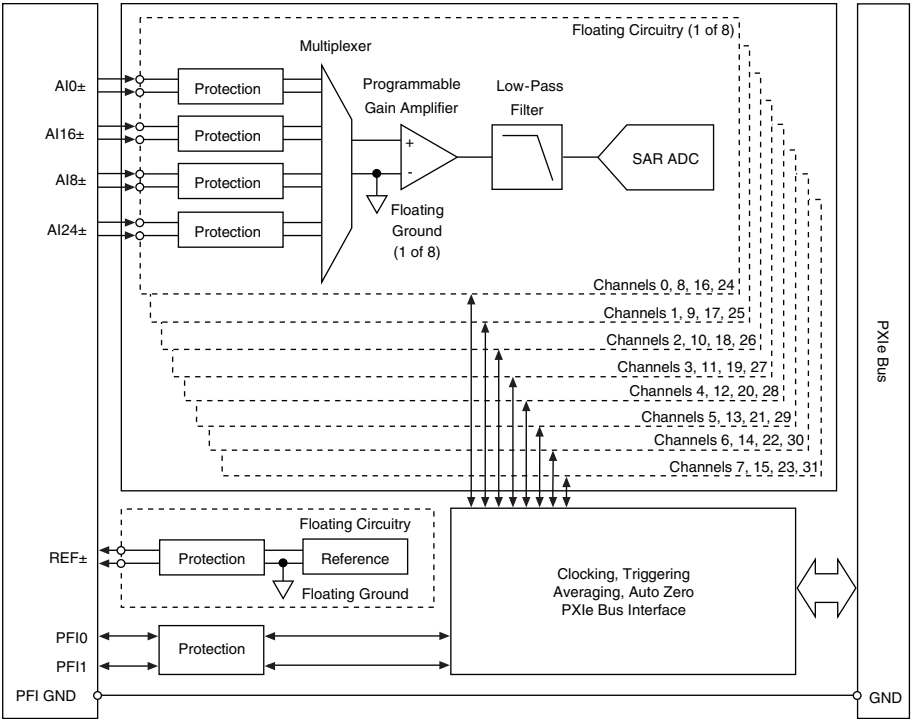 Floating Circuitry (1 of 8)
Multiplexer
AI0±
Protection
Programmable
Gain Amplifier
Low-Pass
Filter
AI16±
Protection
+
-
SAR ADC
AI8±
Protection
AI24±
Protection
Floating
Ground
(1 of 8)
Channels 0, 8, 16, 24
Channels 1, 9, 17, 25
Channels 2, 10, 18, 26
Channels 3, 11, 19, 27
Channels 4, 12, 20, 28
Channels 5, 13, 21, 29
Channels 6, 14, 22, 30
Channels 7, 15, 23, 31
PXIe Bus
Floating Circuitry
REF±
Protection
Reference
Floating Ground
Clocking, Triggering
Averaging, Auto Zero
PXIe Bus Interface
PFI0
PFI1
Protection
PFI GND
GND